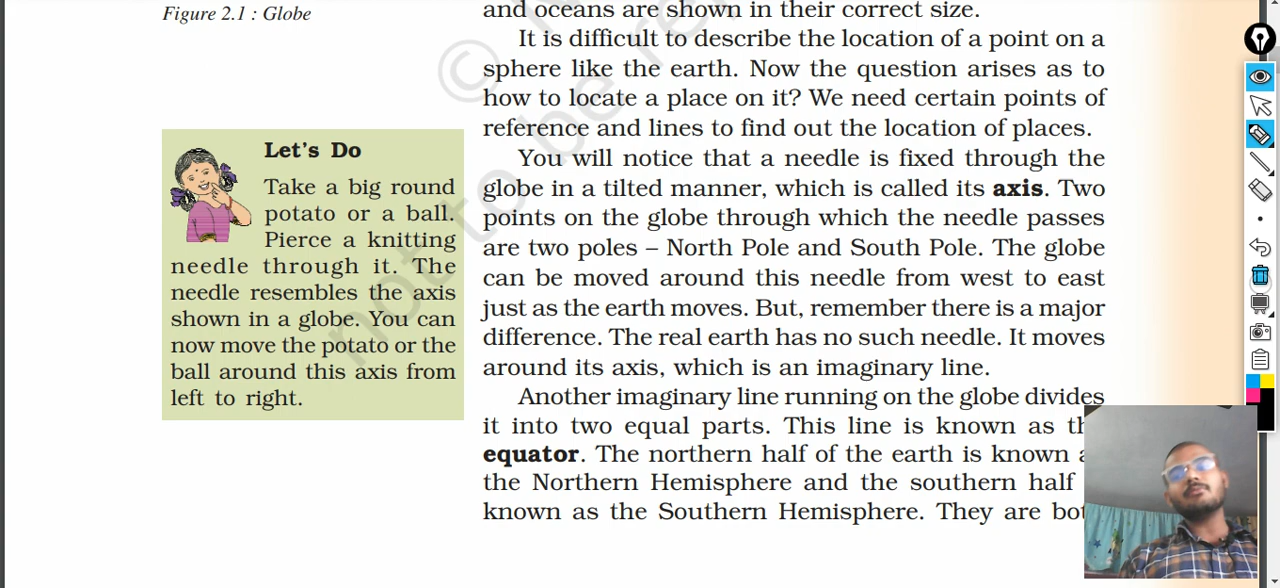 Figure 2.1 : Globe
and oceans are shown in their correct size.
It is difficult to describe the location of a point on a
sphere like the earth. Now the question arises as to
how to locate a place on it? We need certain points of
reference and lines to find out the location of places.
You will notice that a needle is fixed through the
globe in a tilted manner, which is called its axis. Two
points on the globe through which the needle passes
are two poles – North Pole and South Pole. The globe
can be moved around this needle from west to east
just as the earth moves. But, remember there is a major
difference. The real earth has no such needle. It moves
around its axis, which is an imaginary line.
Another imaginary line running on the globe divides
it into two equal parts. This line is known as
equator. The northern half of the earth is known
the Northern Hemisphere and the southern half
known as the Southern Hemisphere. They are
Let's Do
Take a big round
potato or a ball.
Pierce a knitting
needle through it. The
needle resembles the axis
shown in a globe. You can
now move the potato or the
ball around this axis from
left to right.
not to be re